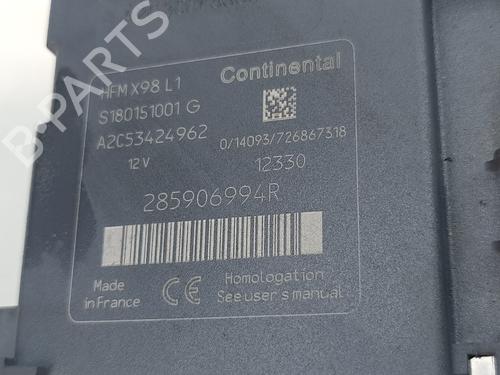 B-PARTS
HFM X98 L1
Continental
S180151001 G
A2C53424962
0/14093/726867318
12 V
12330
285906994R
Made
in France
CE
Homologation
See user's manual